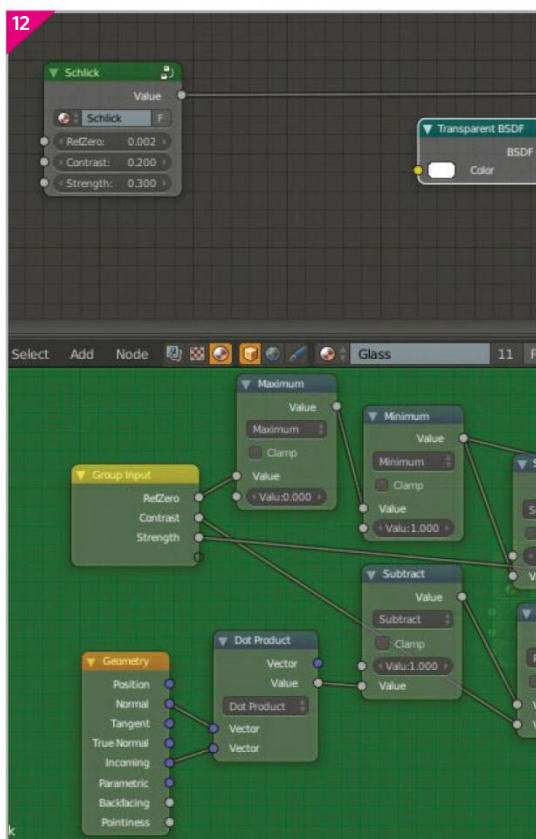 12
Schlick
Value
Schlick F
RefZero: 0.002
Contrast: 0.200
Strength: 0.300
Transparent BSDF
BSDF
Color
Select Add Node Glass 11 F
Maximum
Value
Maximum
Clamp
Value
Valu:0.000
Minimum
Value
Minimum
Clamp
Value
Valu:1.000
Group Input
RefZero
Contrast
Strength
Subtract
Value
Subtract
Clamp
Valu:1.000
Value
Dot Product
Vector
Value
Dot Product
Vector
Vector
Geometry
Position
Normal
Tangent
True Normal
Incoming
Parametric
Backfacing
Pointiness
k